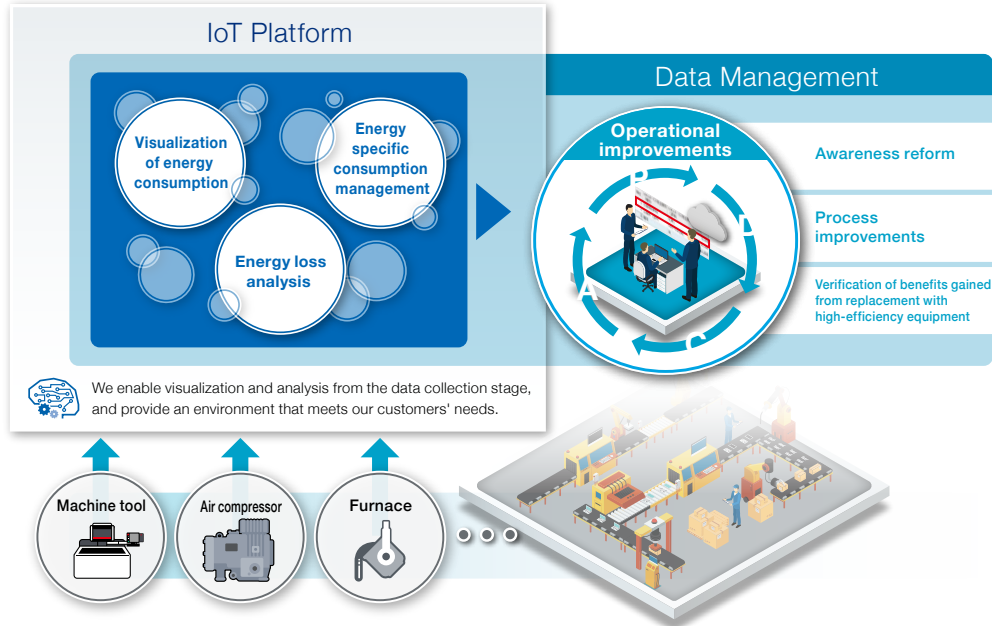 IoT Platform
Visualization
of energy
consumption
Energy
specific
consumption
management
Energy loss
analysis
We enable visualization and analysis from the data collection stage,
and provide an environment that meets our customers' needs.
Data Management
Operational
improvements
P
D
C
A
Awareness reform
Process
improvements
Verification of benefits gained
from replacement with
high-efficiency equipment
Machine tool
Air compressor
Furnace